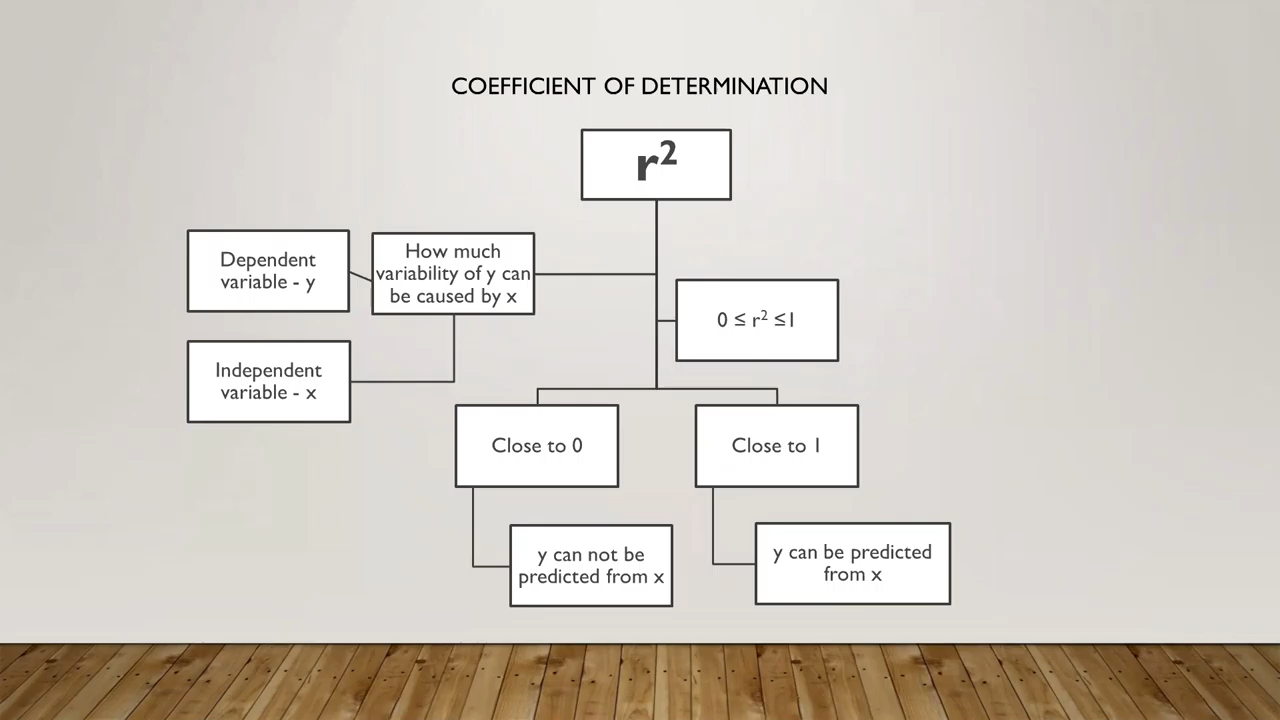 COEFFICIENT OF DETERMINATION
r²
Dependent
variable - y
How much
variability of y can
be caused by x
0 ≤ r² ≤1
Independent
variable - x
Close to 0
Close to 1
y can not be
predicted from x
y can be predicted
from x